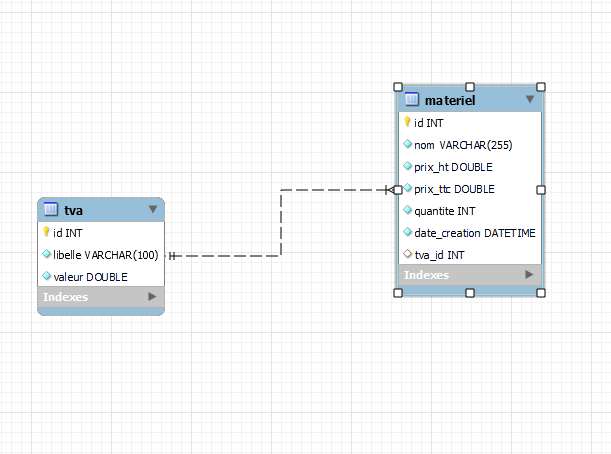 tva
id INT
libelle VARCHAR(100)
valeur DOUBLE
Indexes
materiel
id INT
nom VARCHAR(255)
prix_ht DOUBLE
prix_ttc DOUBLE
quantite INT
date_creation DATETIME
tva_id INT
Indexes